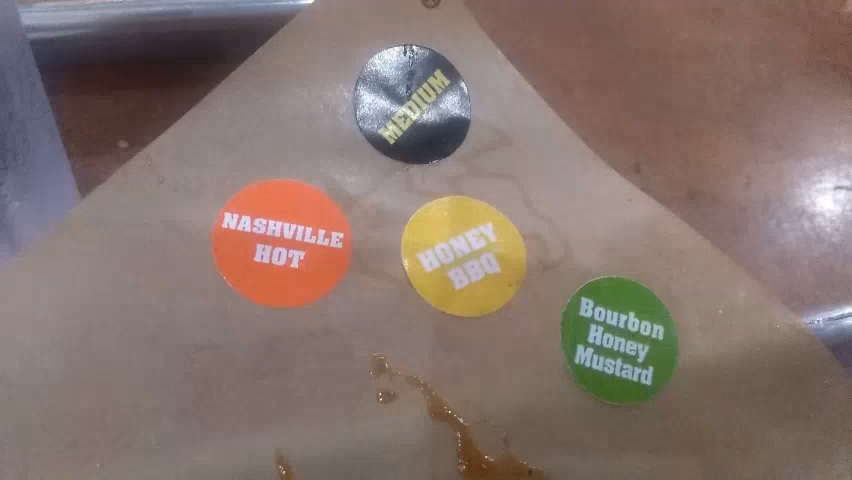 MEDIUM
NASHVILLE
HOT
HONEY
BBQ
Bourbon
Honey
Mustard